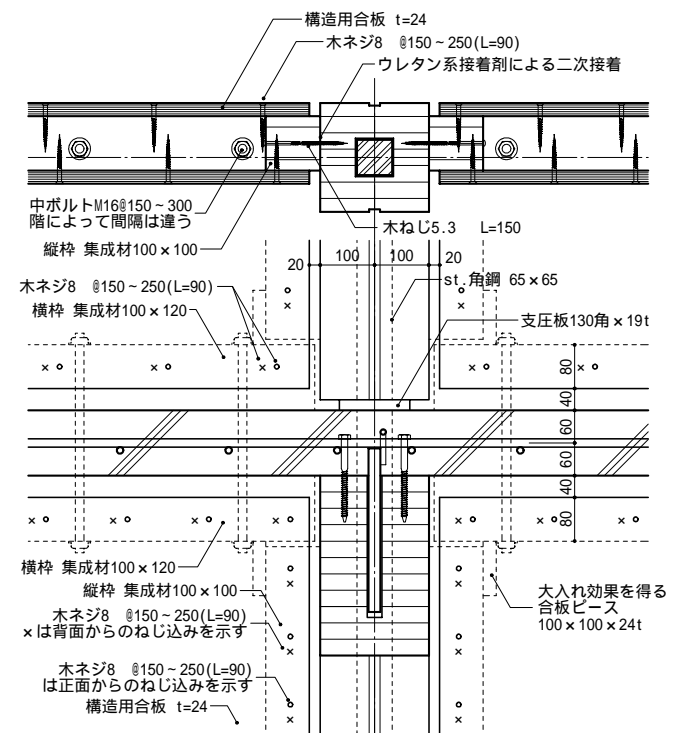 構造用合板 t=24
木ネジ8 @150~250(L=90)
ウレタン系接着剤による二次接着
中ボルトM16@150~300
階によって間隔は違う
木ねじ5.3 L=150
縦枠 集成材100×100
20
100
100
20
木ネジ8 @150~250(L=90)
st.角鋼 65×65
横枠 集成材100×120
支圧板130角×19t
80
40
60
60
40
80
横枠 集成材100×120
縦枠 集成材100×100
木ネジ8 @150~250(L=90)
×は背面からのねじ込みを示す
大入れ効果を得る
合板ピース
100×100×24t
木ネジ8 @150~250(L=90)
は正面からのねじ込みを示す
構造用合板 t=24